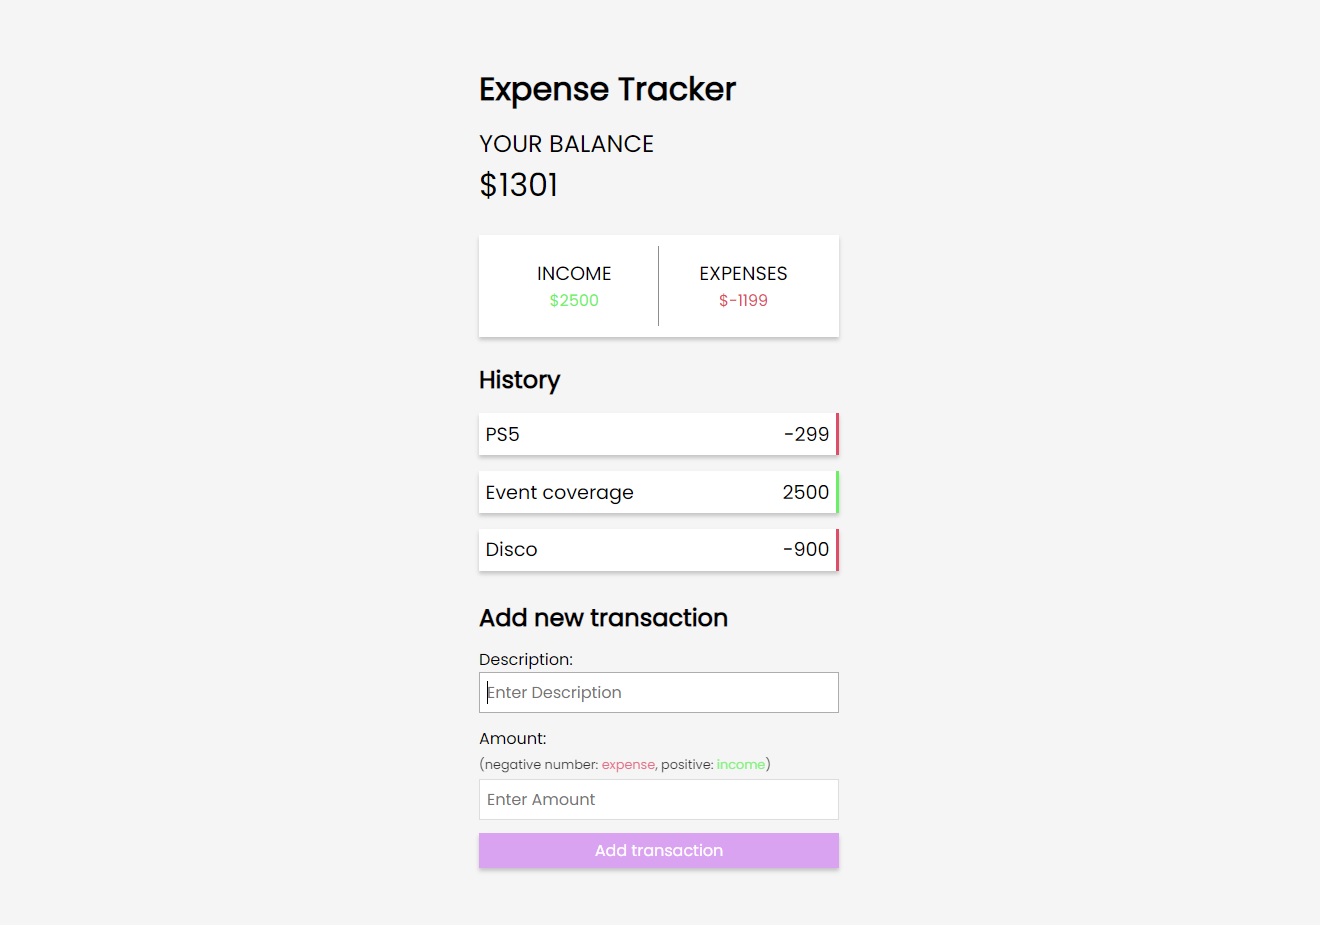 Expense Tracker
YOUR BALANCE
$1301
INCOME EXPENSES
$2500 $-1199
History
PS5 -299
Event coverage 2500
Disco -900
Add new transaction
Description:
Enter Description
Amount:
(negative number: expense, positive: income)
Enter Amount
Add transaction